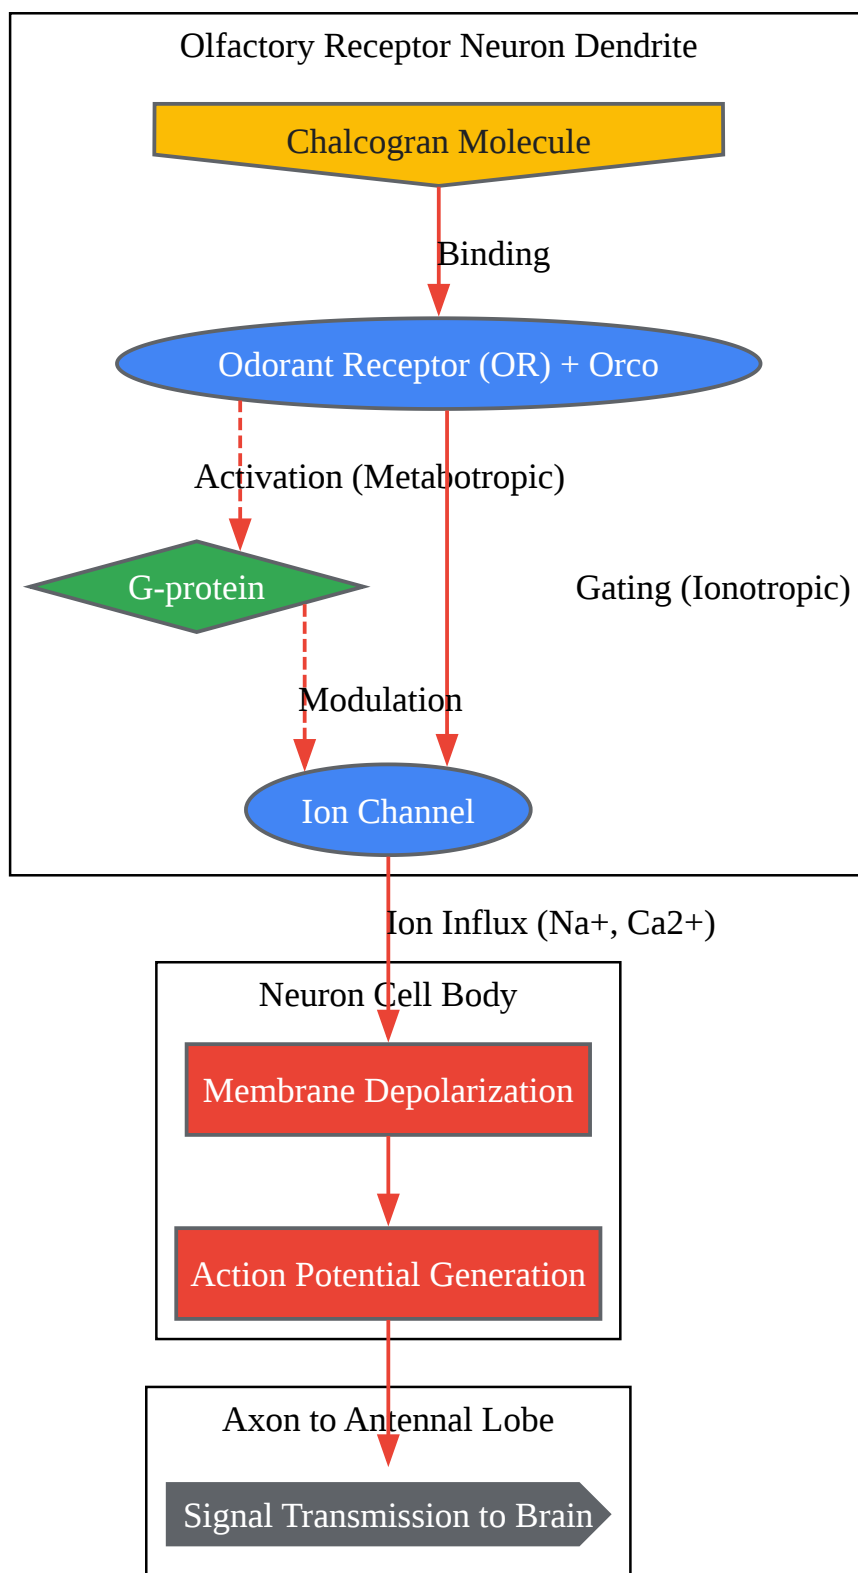 Olfactory Receptor Neuron Dendrite
Chalcogran Molecule
Binding
Odorant Receptor (OR) + Orco
Activation (Metabotropic)
G-protein
Gating (Ionotropic)
Modulation
Ion Channel
Ion Influx (Na+, Ca2+)
Neuron Cell Body
Membrane Depolarization
Action Potential Generation
Axon to Antennal Lobe
Signal Transmission to Brain